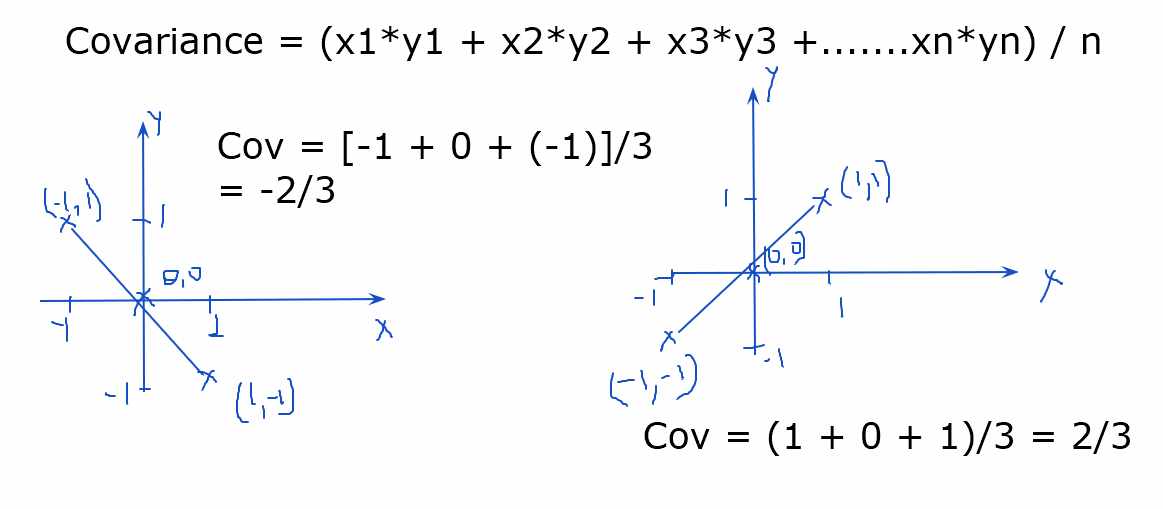 Covariance = (x1*y1 + x2*y2 + x3*y3 +.......xn*yn) / n
Cov = [-1 + 0 + (-1)]/3
= -2/3
y
(-1,1)
1
0,0
-1
1
x
-1
(1,-1)
y
(1,1)
1
(0,0)
-1
1
x
-1
(-1,-1)
Cov = (1 + 0 + 1)/3 = 2/3